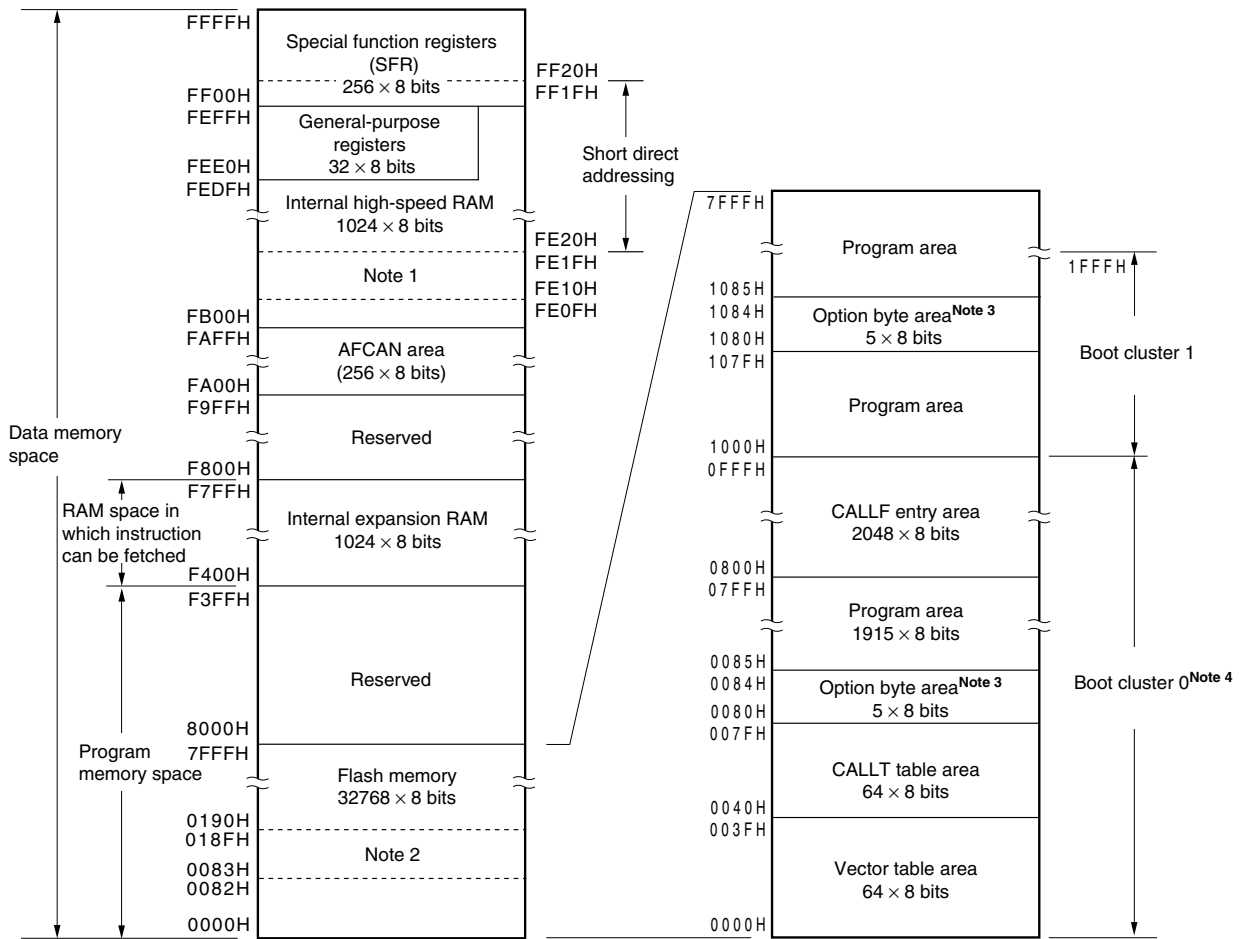 FFFFH
Special function registers
(SFR)
256 × 8 bits
FF20H
FF1FH
FF00H
FEFFH
General-purpose
registers
32 × 8 bits
FEE0H
FEDFH
Short direct
addressing
Internal high-speed RAM
1024 × 8 bits
FE20H
FE1FH
Note 1
FE10H
FE0FH
FB00H
FAFFH
AFCAN area
(256 × 8 bits)
FA00H
F9FFH
Data memory
space
Reserved
F800H
F7FFH
RAM space in
which instruction
can be fetched
Internal expansion RAM
1024 × 8 bits
F400H
F3FFH
Reserved
8000H
7FFFH
Program
memory space
Flash memory
32768 × 8 bits
0190H
018FH
Note 2
0083H
0082H
0000H
7FFFH
Program area
1FFFH
1085H
1084H
Option byte area Note 3
5 × 8 bits
1080H
107FH
Boot cluster 1
Program area
1000H
0FFFH
CALLF entry area
2048 × 8 bits
0800H
07FFH
Program area
1915 × 8 bits
0085H
0084H
Option byte area Note 3
5 × 8 bits
Boot cluster 0 Note 4
0080H
007FH
CALLT table area
64 × 8 bits
0040H
003FH
Vector table area
64 × 8 bits
0000H